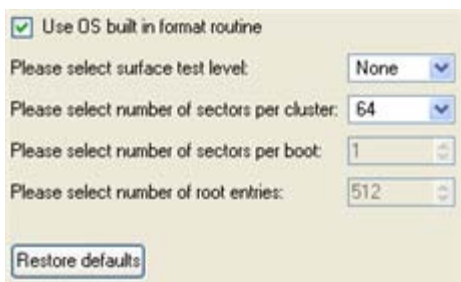 Use OS built in format routine
Please select surface test level: None
Please select number of sectors per cluster: 64
Please select number of sectors per boot: 1
Please select number of root entries: 512
Restore defaults